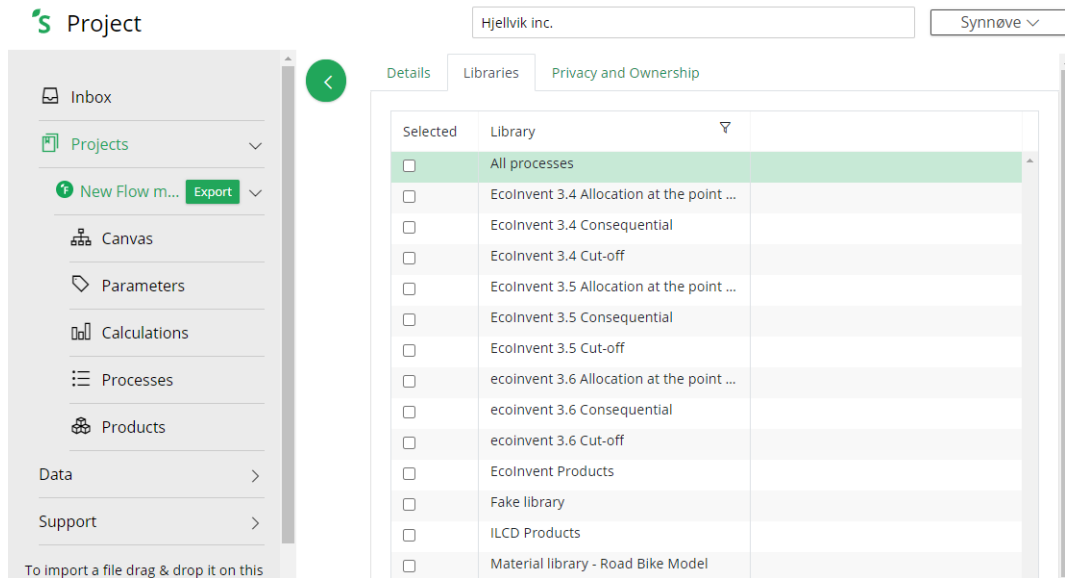 Project
Hjellvik inc.
Synnøve
Inbox
Projects
New Flow m... Export
Canvas
Parameters
Calculations
Processes
Products
Data
Support
To import a file drag & drop it on this
Details Libraries Privacy and Ownership
Selected Library
All processes
EcoInvent 3.4 Allocation at the point ...
EcoInvent 3.4 Consequential
EcoInvent 3.4 Cut-off
EcoInvent 3.5 Allocation at the point ...
EcoInvent 3.5 Consequential
EcoInvent 3.5 Cut-off
ecoinvent 3.6 Allocation at the point ...
ecoinvent 3.6 Consequential
ecoinvent 3.6 Cut-off
EcoInvent Products
Fake library
ILCD Products
Material library - Road Bike Model